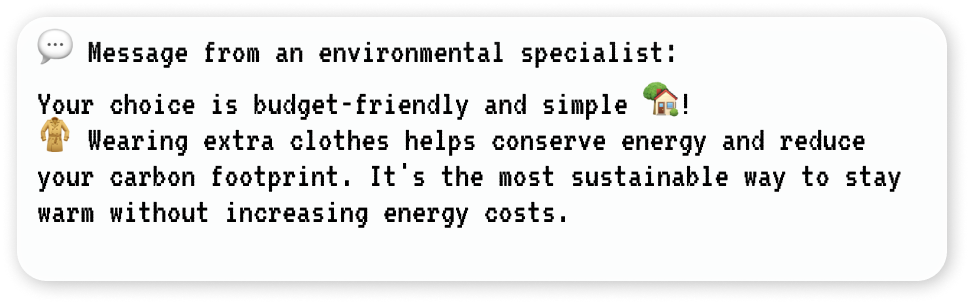 💬 Message from an environmental specialist:
Your choice is budget-friendly and simple 🏡!
🧥 Wearing extra clothes helps conserve energy and reduce
your carbon footprint. It's the most sustainable way to stay
warm without increasing energy costs.